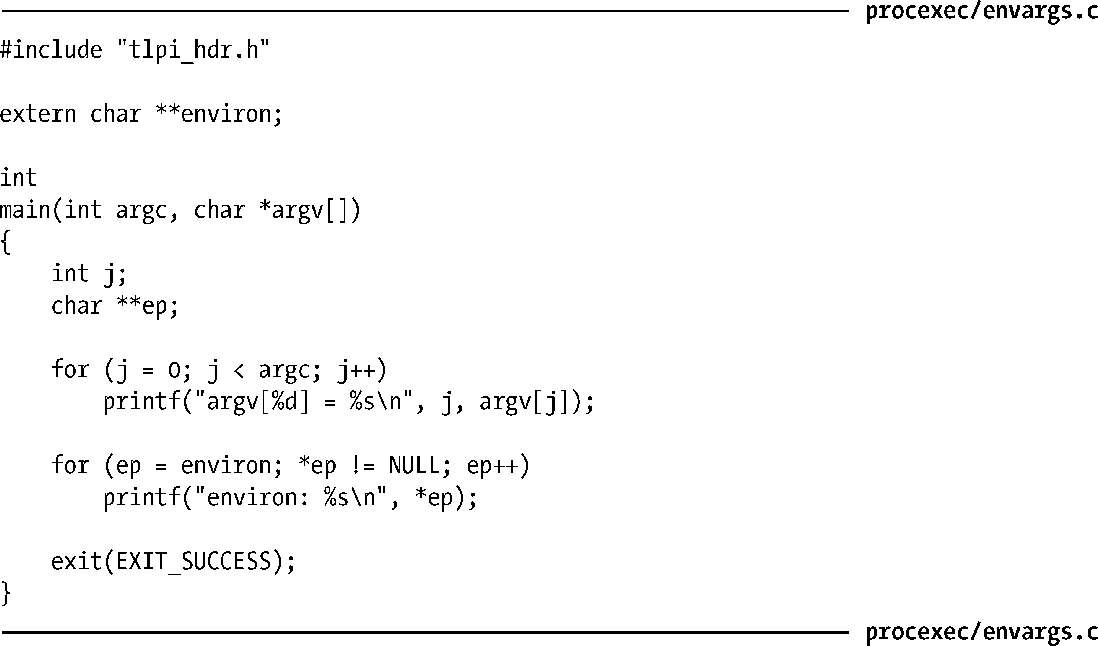 procexec/envargs.c
#include "tlpi_hdr.h"

extern char **environ;

int
main(int argc, char *argv[])
{
    int j;
    char **ep;

    for (j = 0; j < argc; j++)
        printf("argv[%d] = %s\n", j, argv[j]);

    for (ep = environ; *ep != NULL; ep++)
        printf("environ: %s\n", *ep);

    exit(EXIT_SUCCESS);
}
procexec/envargs.c